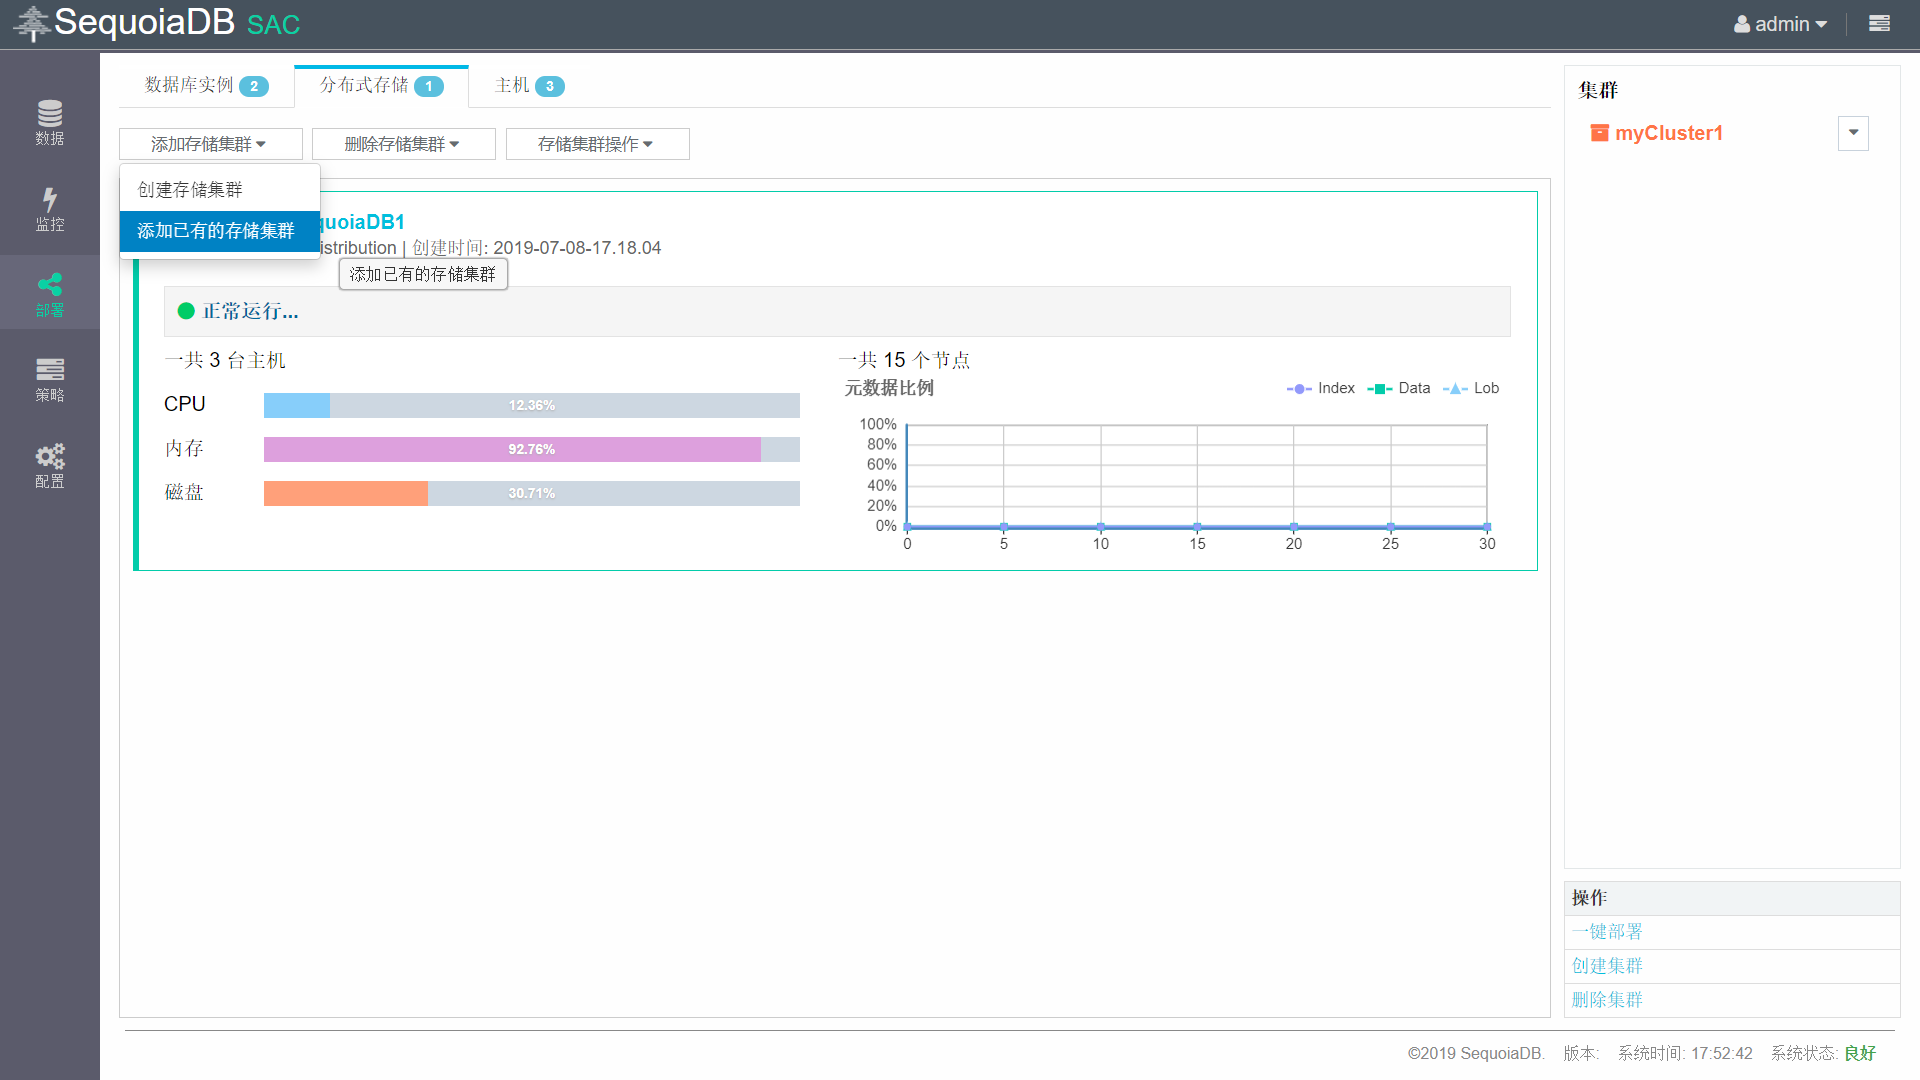 SequoiaDB SAC
admin
数据
监控
部署
策略
配置
数据库实例 2
分布式存储 1
主机 3
添加存储集群
删除存储集群
存储集群操作
创建存储集群
添加已有的存储集群
quoiaDB1
istribution | 创建时间: 2019-07-08-17.18.04
添加已有的存储集群
正常运行...
一共 3 台主机
CPU 12.36%
内存 92.76%
磁盘 30.71%
一共 15 个节点
元数据比例
Index Data Lob
100%
80%
60%
40%
20%
0%
0 5 10 15 20 25 30
集群
myCluster1
操作
一键部署
创建集群
删除集群
©2019 SequoiaDB. 版本: 系统时间: 17:52:42 系统状态: 良好